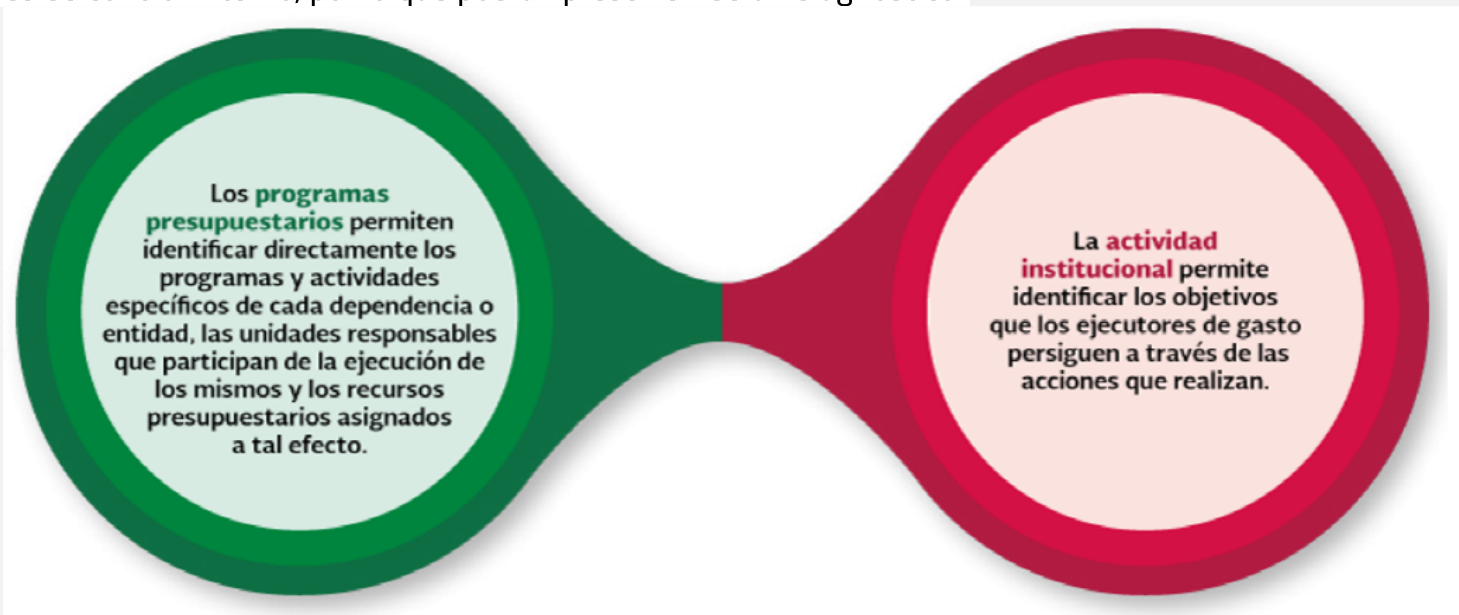 Los programas
presupuestarios permiten
identificar directamente los
programas y actividades
específicos de cada dependencia o
entidad, las unidades responsables
que participan de la ejecución de
los mismos y los recursos
presupuestarios asignados
a tal efecto.
La actividad
institucional permite
identificar los objetivos
que los ejecutores de gasto
persiguen a través de las
acciones que realizan.